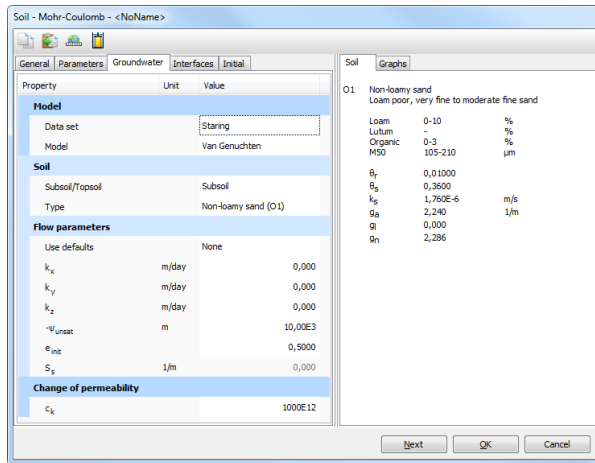 Soil - Mohr-Coulomb - <NoName>
General Parameters Groundwater Interfaces Initial
Property Unit Value
Model
Data set Staring
Model Van Genuchten
Soil
Subsoil/Topsoil Subsoil
Type Non-loamy sand (O1)
Flow parameters
Use defaults None
kx m/day 0,000
ky m/day 0,000
kz m/day 0,000
-Ψunsat m 10,00E3
einit 0,5000
Ss 1/m 0,000
Change of permeability
ck 1000E12
Soil Graphs
O1 Non-loamy sand
Loam poor, very fine to moderate fine sand
Loam 0-10 %
Lutum - %
Organic 0-3 %
M50 105-210 μm
θr 0,01000
θs 0,3600
ks 1,760E-6 m/s
ga 2,240 1/m
gl 0,000
gn 2,286
Next OK Cancel